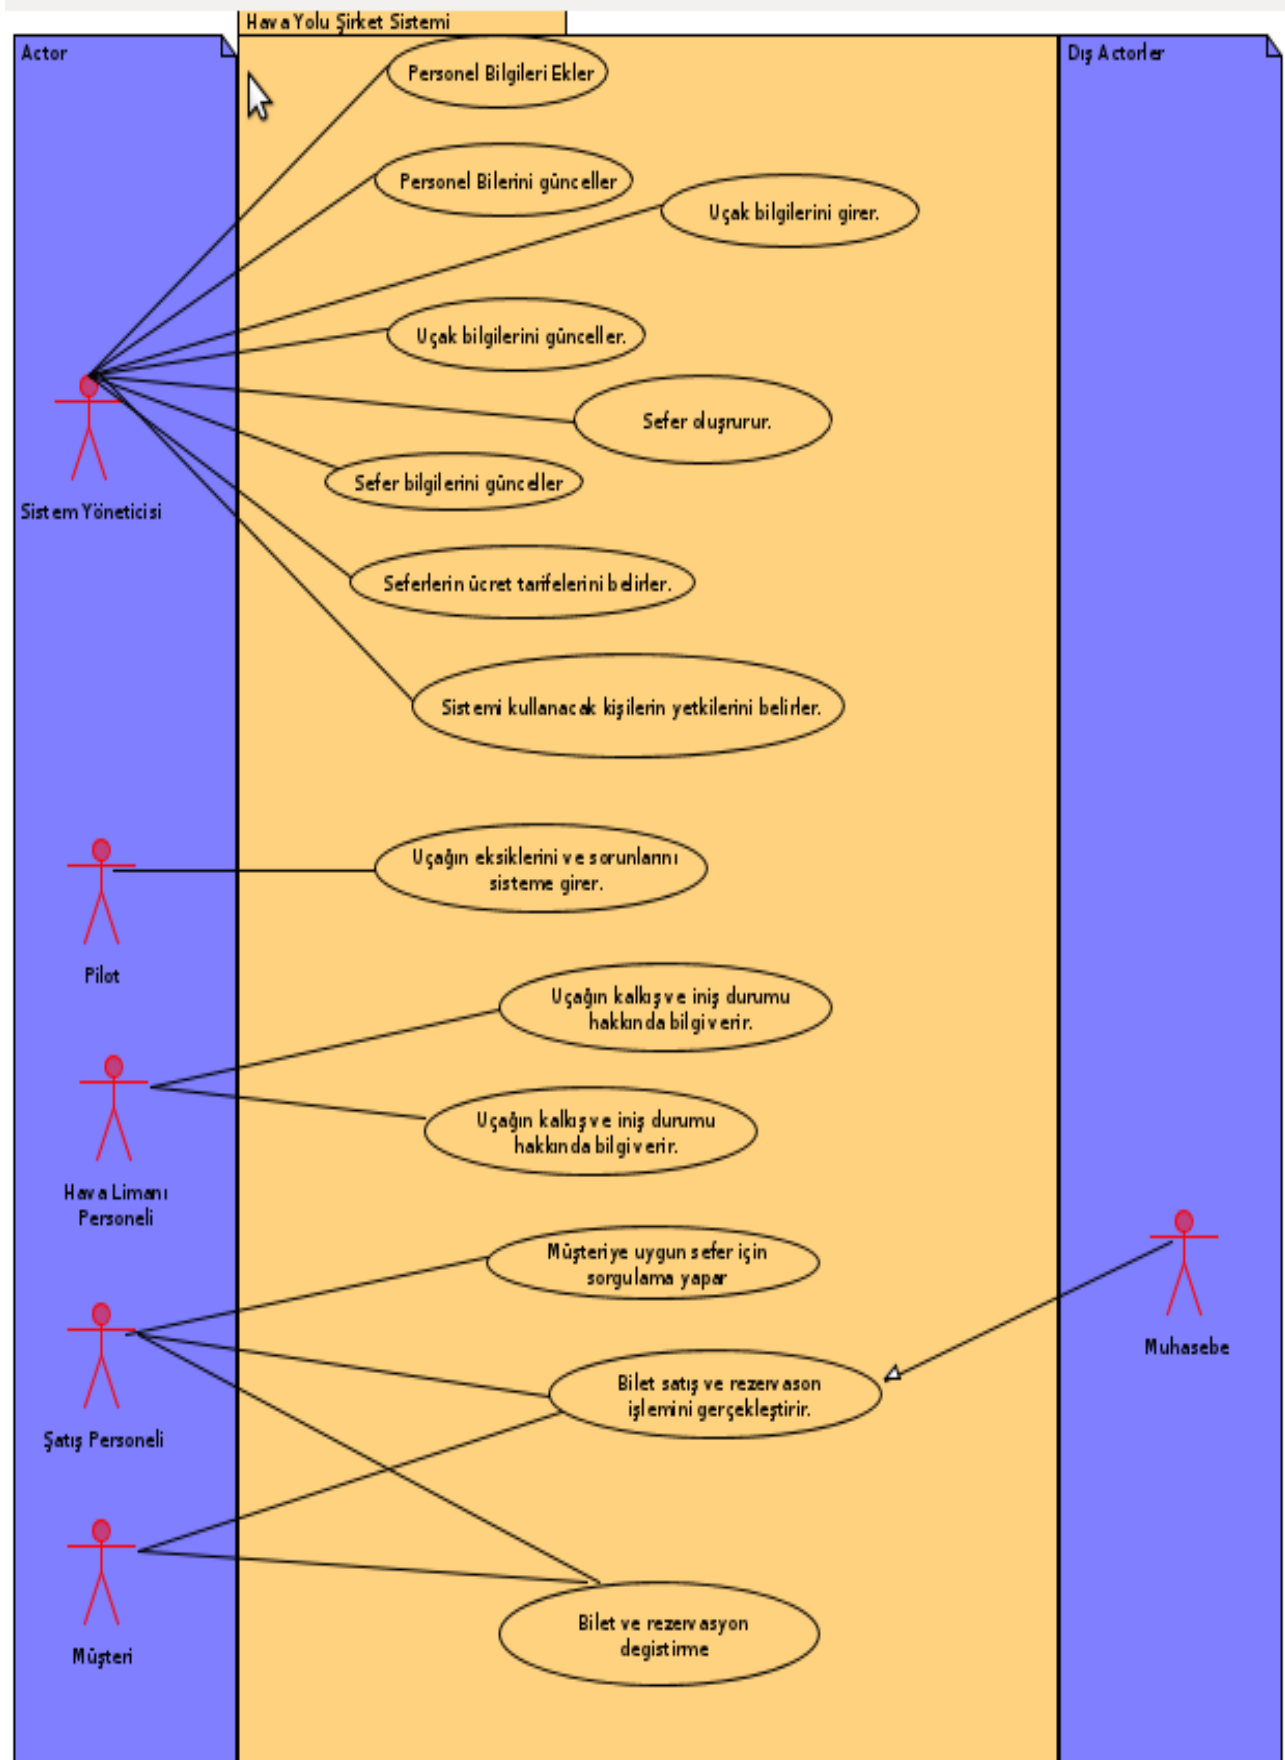 Hava Yolu Şirket Sistemi
Actor
Dış Actorler
Personel Bilgileri Ekler
Personel Bilerini günceller
Uçak bilgilerini girer.
Uçak bilgilerini günceller.
Sefer oluşrurur.
Sefer bilgilerini günceller
Sistem Yöneticisi
Seferlerin ücret tarifelerini belirler.
Sistemi kullanacak kişilerin yetkilerini belirler.
Uçağın eksiklerini ve sorunlarını
sisteme girer.
Pilot
Uçağın kalkış ve iniş durumu
hakkında bilgi verir.
Uçağın kalkış ve iniş durumu
hakkında bilgi verir.
Hava Limanı
Personeli
Müşteriye uygun sefer için
sorgulama yapar
Muhasebe
Bilet satış ve rezervason
işlemini gerçekleştirir.
Şatış Personeli
Bilet ve rezervasyon
degistirme
Müşteri